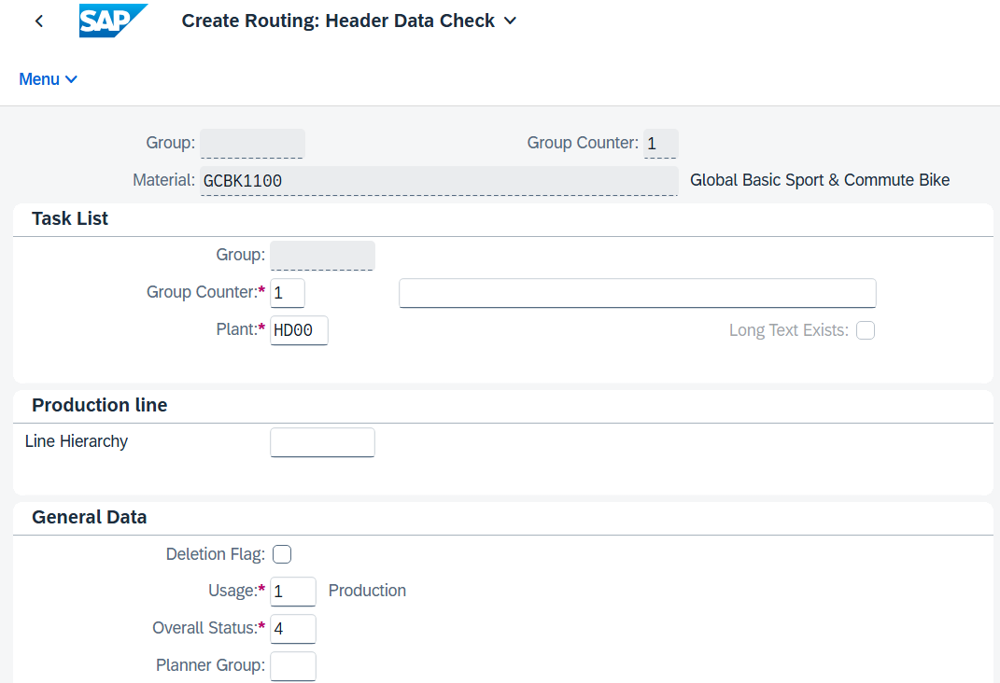 SAP Create Routing: Header Data Check
Menu
Group: Group Counter: 1
Material: GCBK1100 Global Basic Sport & Commute Bike
Task List
Group:
Group Counter:* 1
Plant:* HD00 Long Text Exists:
Production line
Line Hierarchy
General Data
Deletion Flag:
Usage:* 1 Production
Overall Status:* 4
Planner Group: